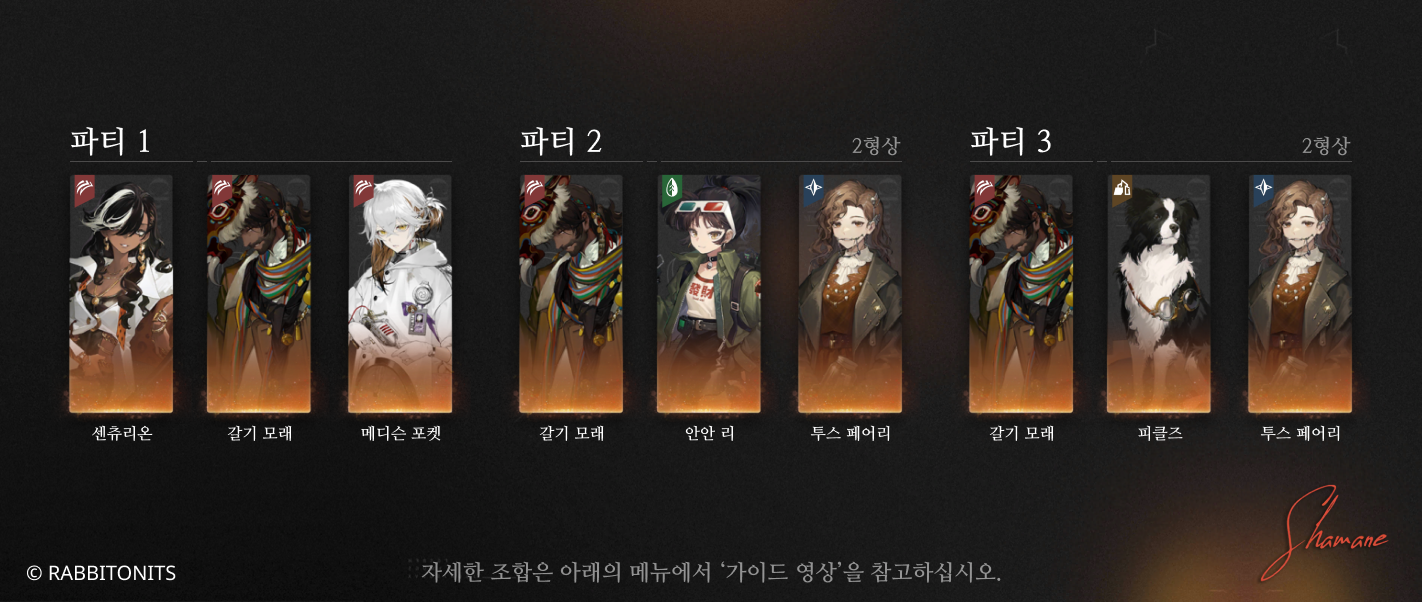 파티 1
파티 2
2형상
파티 3
2형상
센츄리온
갈기 모래
메디슨 포켓
갈기 모래
안안 리
투스 페어리
갈기 모래
피클즈
투스 페어리
發財
Shamane
© RABBITONITS
자세한 조합은 아래의 메뉴에서 ‘가이드 영상’을 참고하십시오.